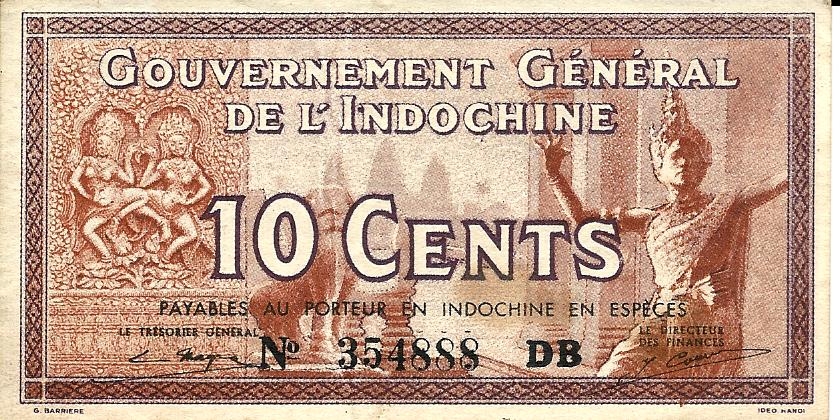 GOUVERNEMENT GÉNÉRAL
DE L'INDOCHINE
10 CENTS
PAYABLES AU PORTEUR EN INDOCHINE EN ESPÈCES
LE TRÉSORIER GÉNÉRAL
LE DIRECTEUR
DES FINANCES
Nº 354888 DB
G. BARRIÈRE
IDEO HANOI